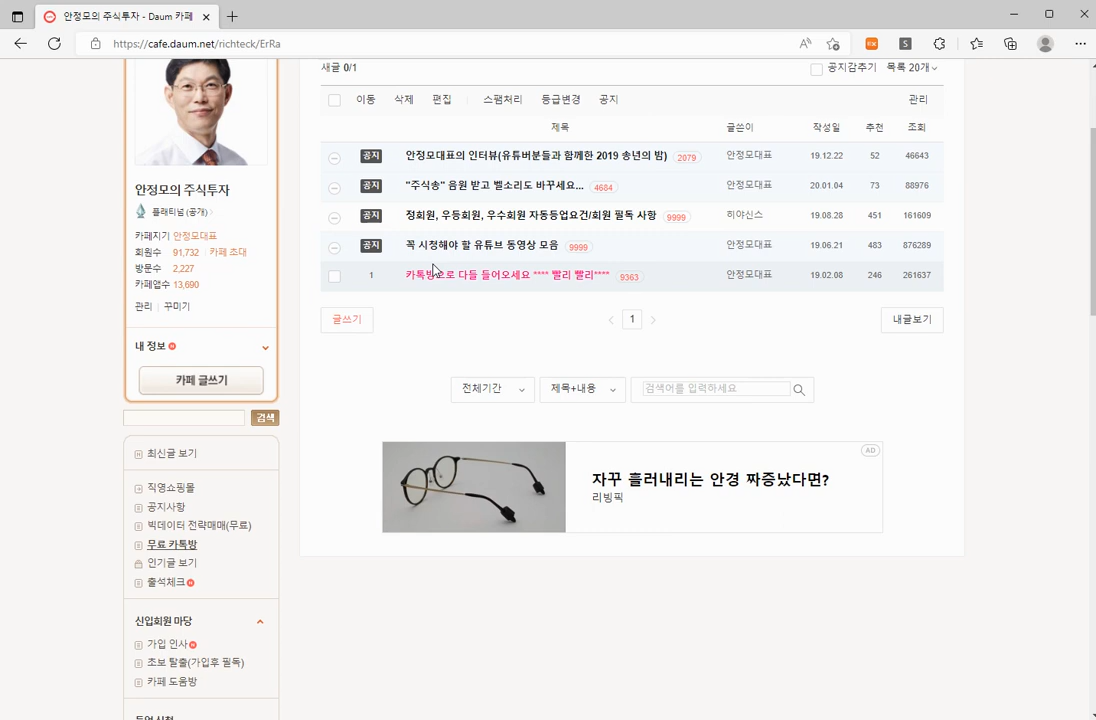 안정모의 주식투자 - Daum 카페
https://cafe.daum.net/richteck/ErRa
안정모의 주식투자
플래티넘 (공개)
카페지기 안정모대표
회원수 91,732 카페 초대
방문수 2,227
카페앱수 13,690
관리 꾸미기
내 정보 N
카페 글쓰기
검색
최신글 보기
직영쇼핑몰
공지사항
빅데이터 전략매매(무료)
무료 카톡방
인기글 보기
출석체크 N
신입회원 마당
가입 인사 N
초보 탈출(가입후 필독)
카페 도움방
새글 0/1
공지감추기 목록 20개
이동 삭제 편집 스팸처리 등급변경 공지 관리
제목 글쓴이 작성일 추천 조회
공지 안정모대표의 인터뷰(유튜버분들과 함께한 2019 송년의 밤) 2079 안정모대표 19.12.22 52 46643
공지 "주식송" 음원 받고 벨소리도 바꾸세요... 4684 안정모대표 20.01.04 73 88976
공지 정회원, 우등회원, 우수회원 자동등업요건/회원 필독 사항 9999 히야신스 19.08.28 451 161609
공지 꼭 시청해야 할 유튜브 동영상 모음 9999 안정모대표 19.06.21 483 876289
1 카톡방으로 다들 들어오세요 **** 빨리 빨리**** 9363 안정모대표 19.02.08 246 261637
글쓰기 1 내글보기
전체기간 제목+내용 검색어를 입력하세요
AD
자꾸 흘러내리는 안경 짜증났다면?
리빙픽